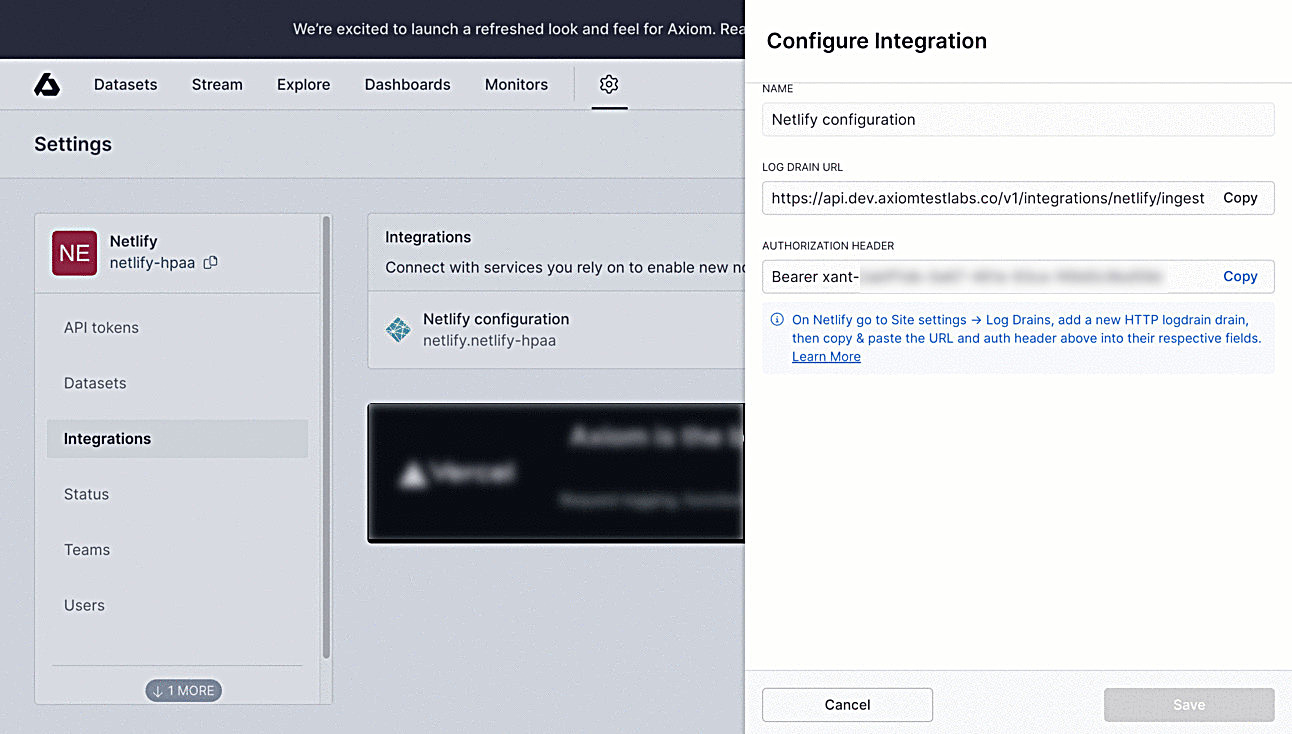 We're excited to launch a refreshed look and feel for Axiom. Rea
Datasets Stream Explore Dashboards Monitors
Settings
NE
Netlify
netlify-hpaa
API tokens
Datasets
Integrations
Status
Teams
Users
↓ 1 MORE
Integrations
Connect with services you rely on to enable new
Netlify configuration
netlify.netlify-hpaa
Vercel
Axiom is the
Configure Integration
NAME
Netlify configuration
LOG DRAIN URL
https://api.dev.axiomtestlabs.co/v1/integrations/netlify/ingest Copy
AUTHORIZATION HEADER
Bearer xant- Copy
On Netlify go to Site settings → Log Drains, add a new HTTP logdrain drain,
then copy & paste the URL and auth header above into their respective fields.
Learn More
Cancel Save